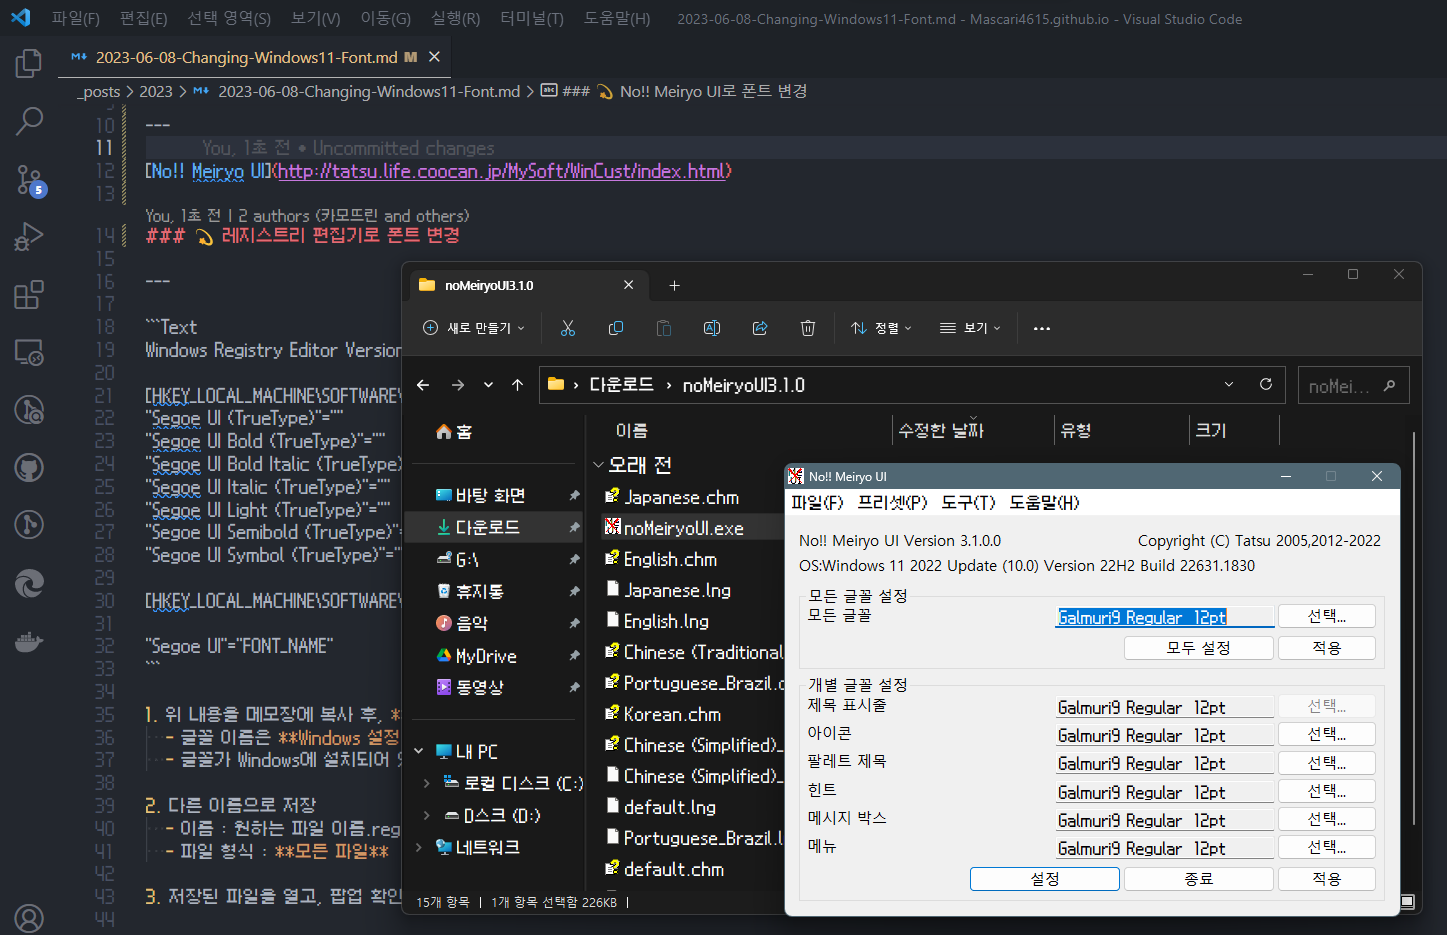 파일(F) 편집(E) 선택 영역(S) 보기(V) 이동(G) 실행(R) 터미널(T) 도움말(H) 2023-06-08-Changing-Windows11-Font.md - Mascari4615.github.io - Visual Studio Code
2023-06-08-Changing-Windows11-Font.md M
_posts > 2023 > 2023-06-08-Changing-Windows11-Font.md > ### 💫 No!! Meiryo UI로 폰트 변경
10 ---
11 You, 1초 전 • Uncommitted changes
12 [No!! Meiryo UI](http://tatsu.life.coocan.jp/MySoft/WinCust/index.html)
13
You, 1초 전 | 2 authors (카모뜨린 and others)
14 ### 💫 레지스트리 편집기로 폰트 변경
15
16 ---
17
18 ```Text
19 Windows Registry Editor Version
20
21 [HKEY_LOCAL_MACHINE\SOFTWARE\
22 "Segoe UI (TrueType)"=""
23 "Segoe UI Bold (TrueType)"=""
24 "Segoe UI Bold Italic (TrueType)
25 "Segoe UI Italic (TrueType)"=""
26 "Segoe UI Light (TrueType)"=""
27 "Segoe UI Semibold (TrueType)"=
28 "Segoe UI Symbol (TrueType)"=""
29
30 [HKEY_LOCAL_MACHINE\SOFTWARE\
31
32 "Segoe UI"="FONT_NAME"
33 ```
34
35 1. 위 내용을 메모장에 복사 후, *
36 - 글꼴 이름은 **Windows 설정
37 - 글꼴가 Windows에 설치되어
38
39 2. 다른 이름으로 저장
40 - 이름 : 원하는 파일 이름.reg
41 - 파일 형식 : **모든 파일**
42
43 3. 저장된 파일을 열고, 팝업 확인
44
5
noMeiryoUI3.1.0
새로 만들기 정렬 보기
다운로드 > noMeiryoUI3.1.0
noMei...
홈
바탕 화면
다운로드
G:\
휴지통
음악
MyDrive
동영상
내 PC
로컬 디스크 (C:)
D스크 (D:)
네트워크
이름 수정한 날짜 유형 크기
오래 전
Japanese.chm
noMeiryoUI.exe
English.chm
Japanese.lng
English.lng
Chinese (Traditional
Portuguese_Brazil.c
Korean.chm
Chinese (Simplified)_
Chinese (Simplified)_
default.lng
Portuguese_Brazil.l
default.chm
15개 항목 | 1개 항목 선택함 226KB |
No!! Meiryo UI
파일(F) 프리셋(P) 도구(T) 도움말(H)
No!! Meiryo UI Version 3.1.0.0 Copyright (C) Tatsu 2005,2012-2022
OS:Windows 11 2022 Update (10.0) Version 22H2 Build 22631.1830
모든 글꼴 설정
모든 글꼴 Galmuri9 Regular 12pt 선택...
모두 설정 적용
개별 글꼴 설정
제목 표시줄 Galmuri9 Regular 12pt 선택...
아이콘 Galmuri9 Regular 12pt 선택...
팔레트 제목 Galmuri9 Regular 12pt 선택...
힌트 Galmuri9 Regular 12pt 선택...
메시지 박스 Galmuri9 Regular 12pt 선택...
메뉴 Galmuri9 Regular 12pt 선택...
설정 종료 적용